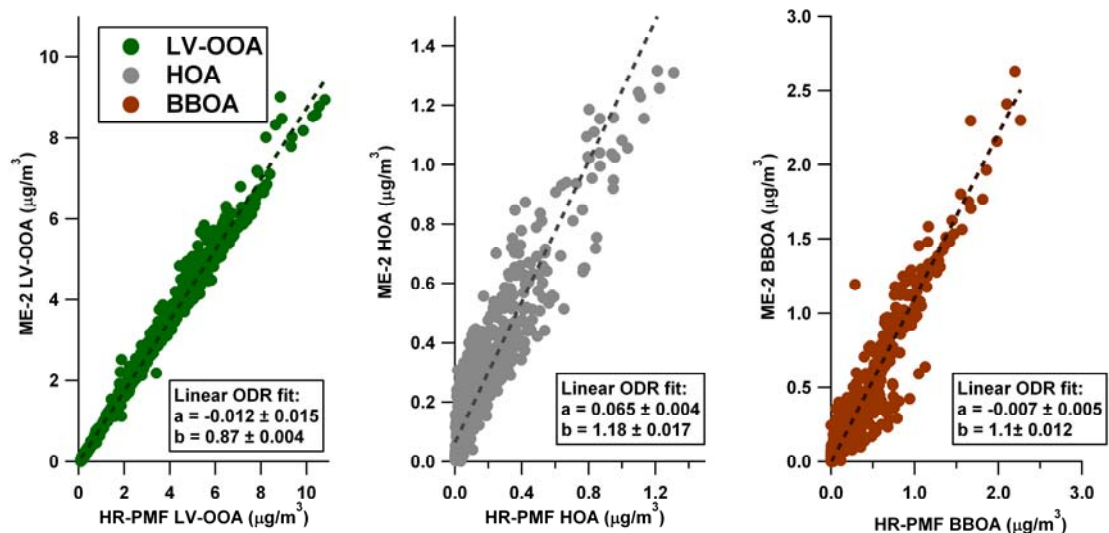 LV-OOA
HOA
BBOA
ME-2 LV-OOA (µg/m³)
10
8
6
4
2
0
Linear ODR fit:
a = -0.012 ± 0.015
b = 0.87 ± 0.004
0 2 4 6 8 10
HR-PMF LV-OOA (µg/m³)
ME-2 HOA (µg/m³)
1.4
1.2
1.0
0.8
0.6
0.4
0.2
0.0
Linear ODR fit:
a = 0.065 ± 0.004
b = 1.18 ± 0.017
0.0 0.4 0.8 1.2
HR-PMF HOA (µg/m³)
ME-2 BBOA (µg/m³)
3.0
2.5
2.0
1.5
1.0
0.5
0.0
Linear ODR fit:
a = -0.007 ± 0.005
b = 1.1± 0.012
0.0 1.0 2.0 3.0
HR-PMF BBOA (µg/m³)